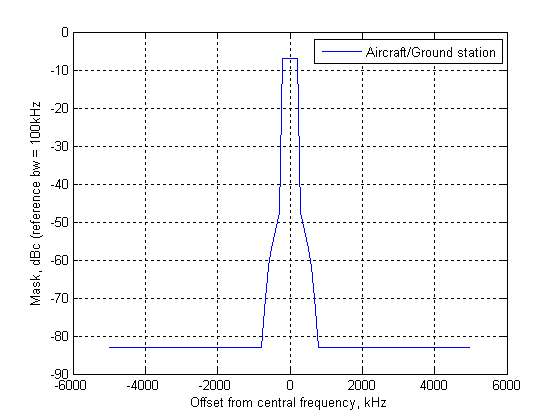 0
-10
-20
-30
-40
-50
-60
-70
-80
-90
Mask, dBc (reference bw = 100kHz
Aircraft/Ground station
-6000 -4000 -2000 0 2000 4000 6000
Offset from central frequency, kHz